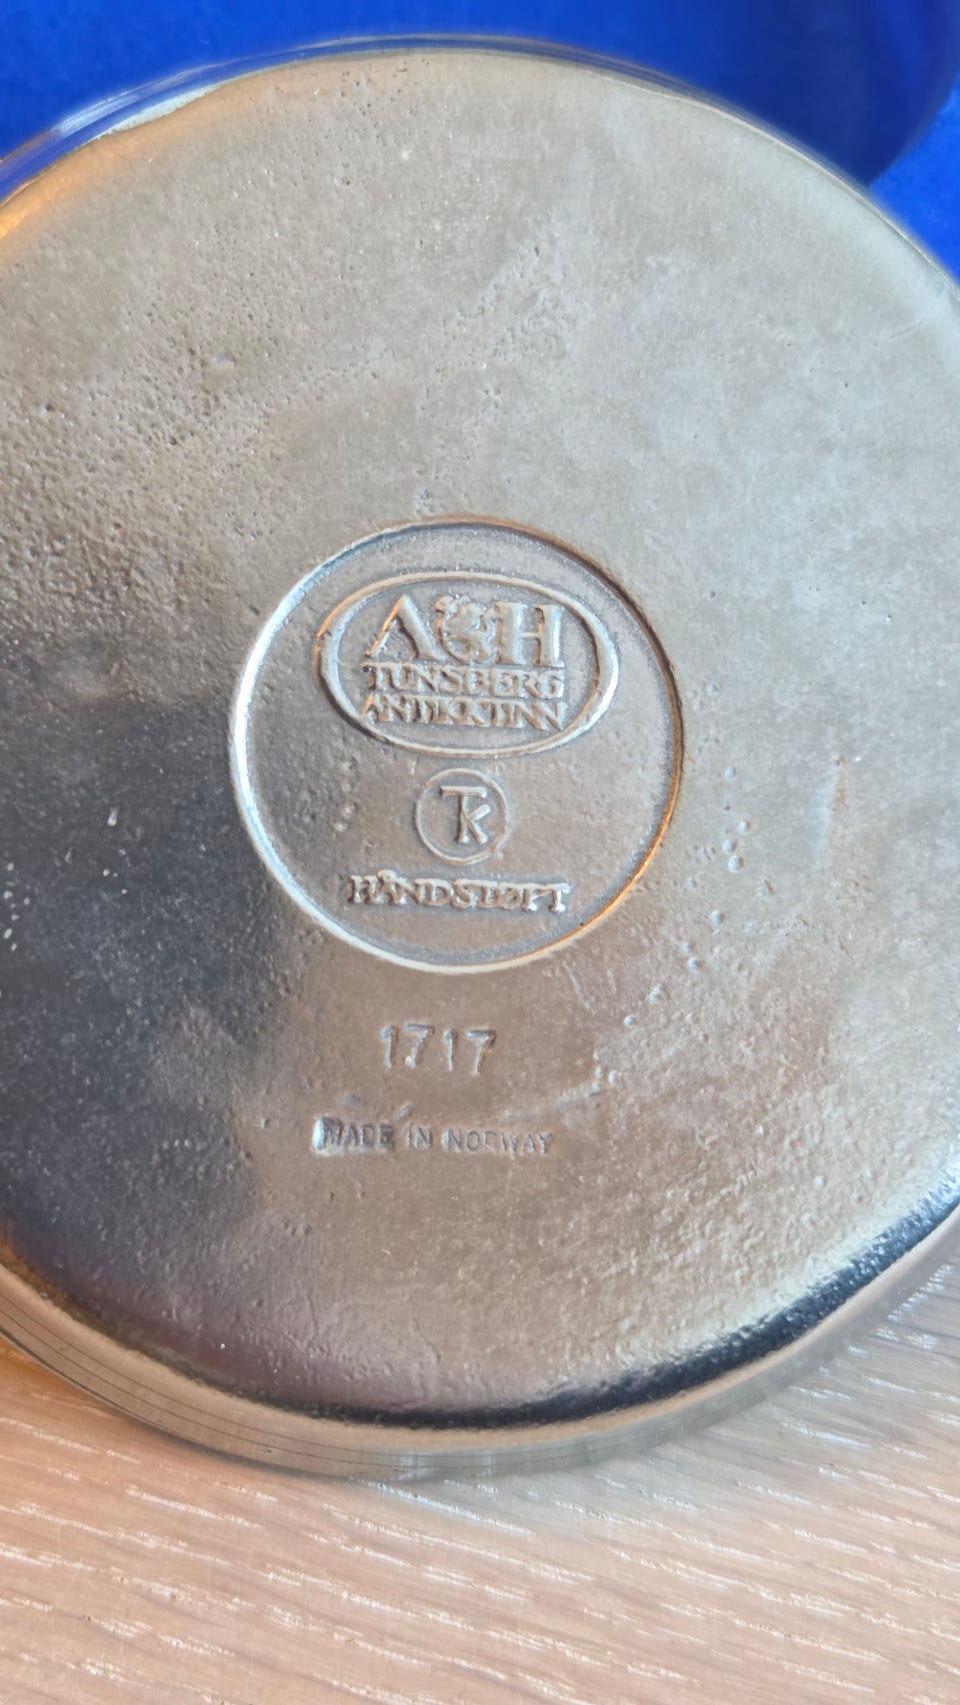 A&H
TUNSBERG
ANTIKKTINN
TK
HÅNDSTØPT
1717
MADE IN NORWAY